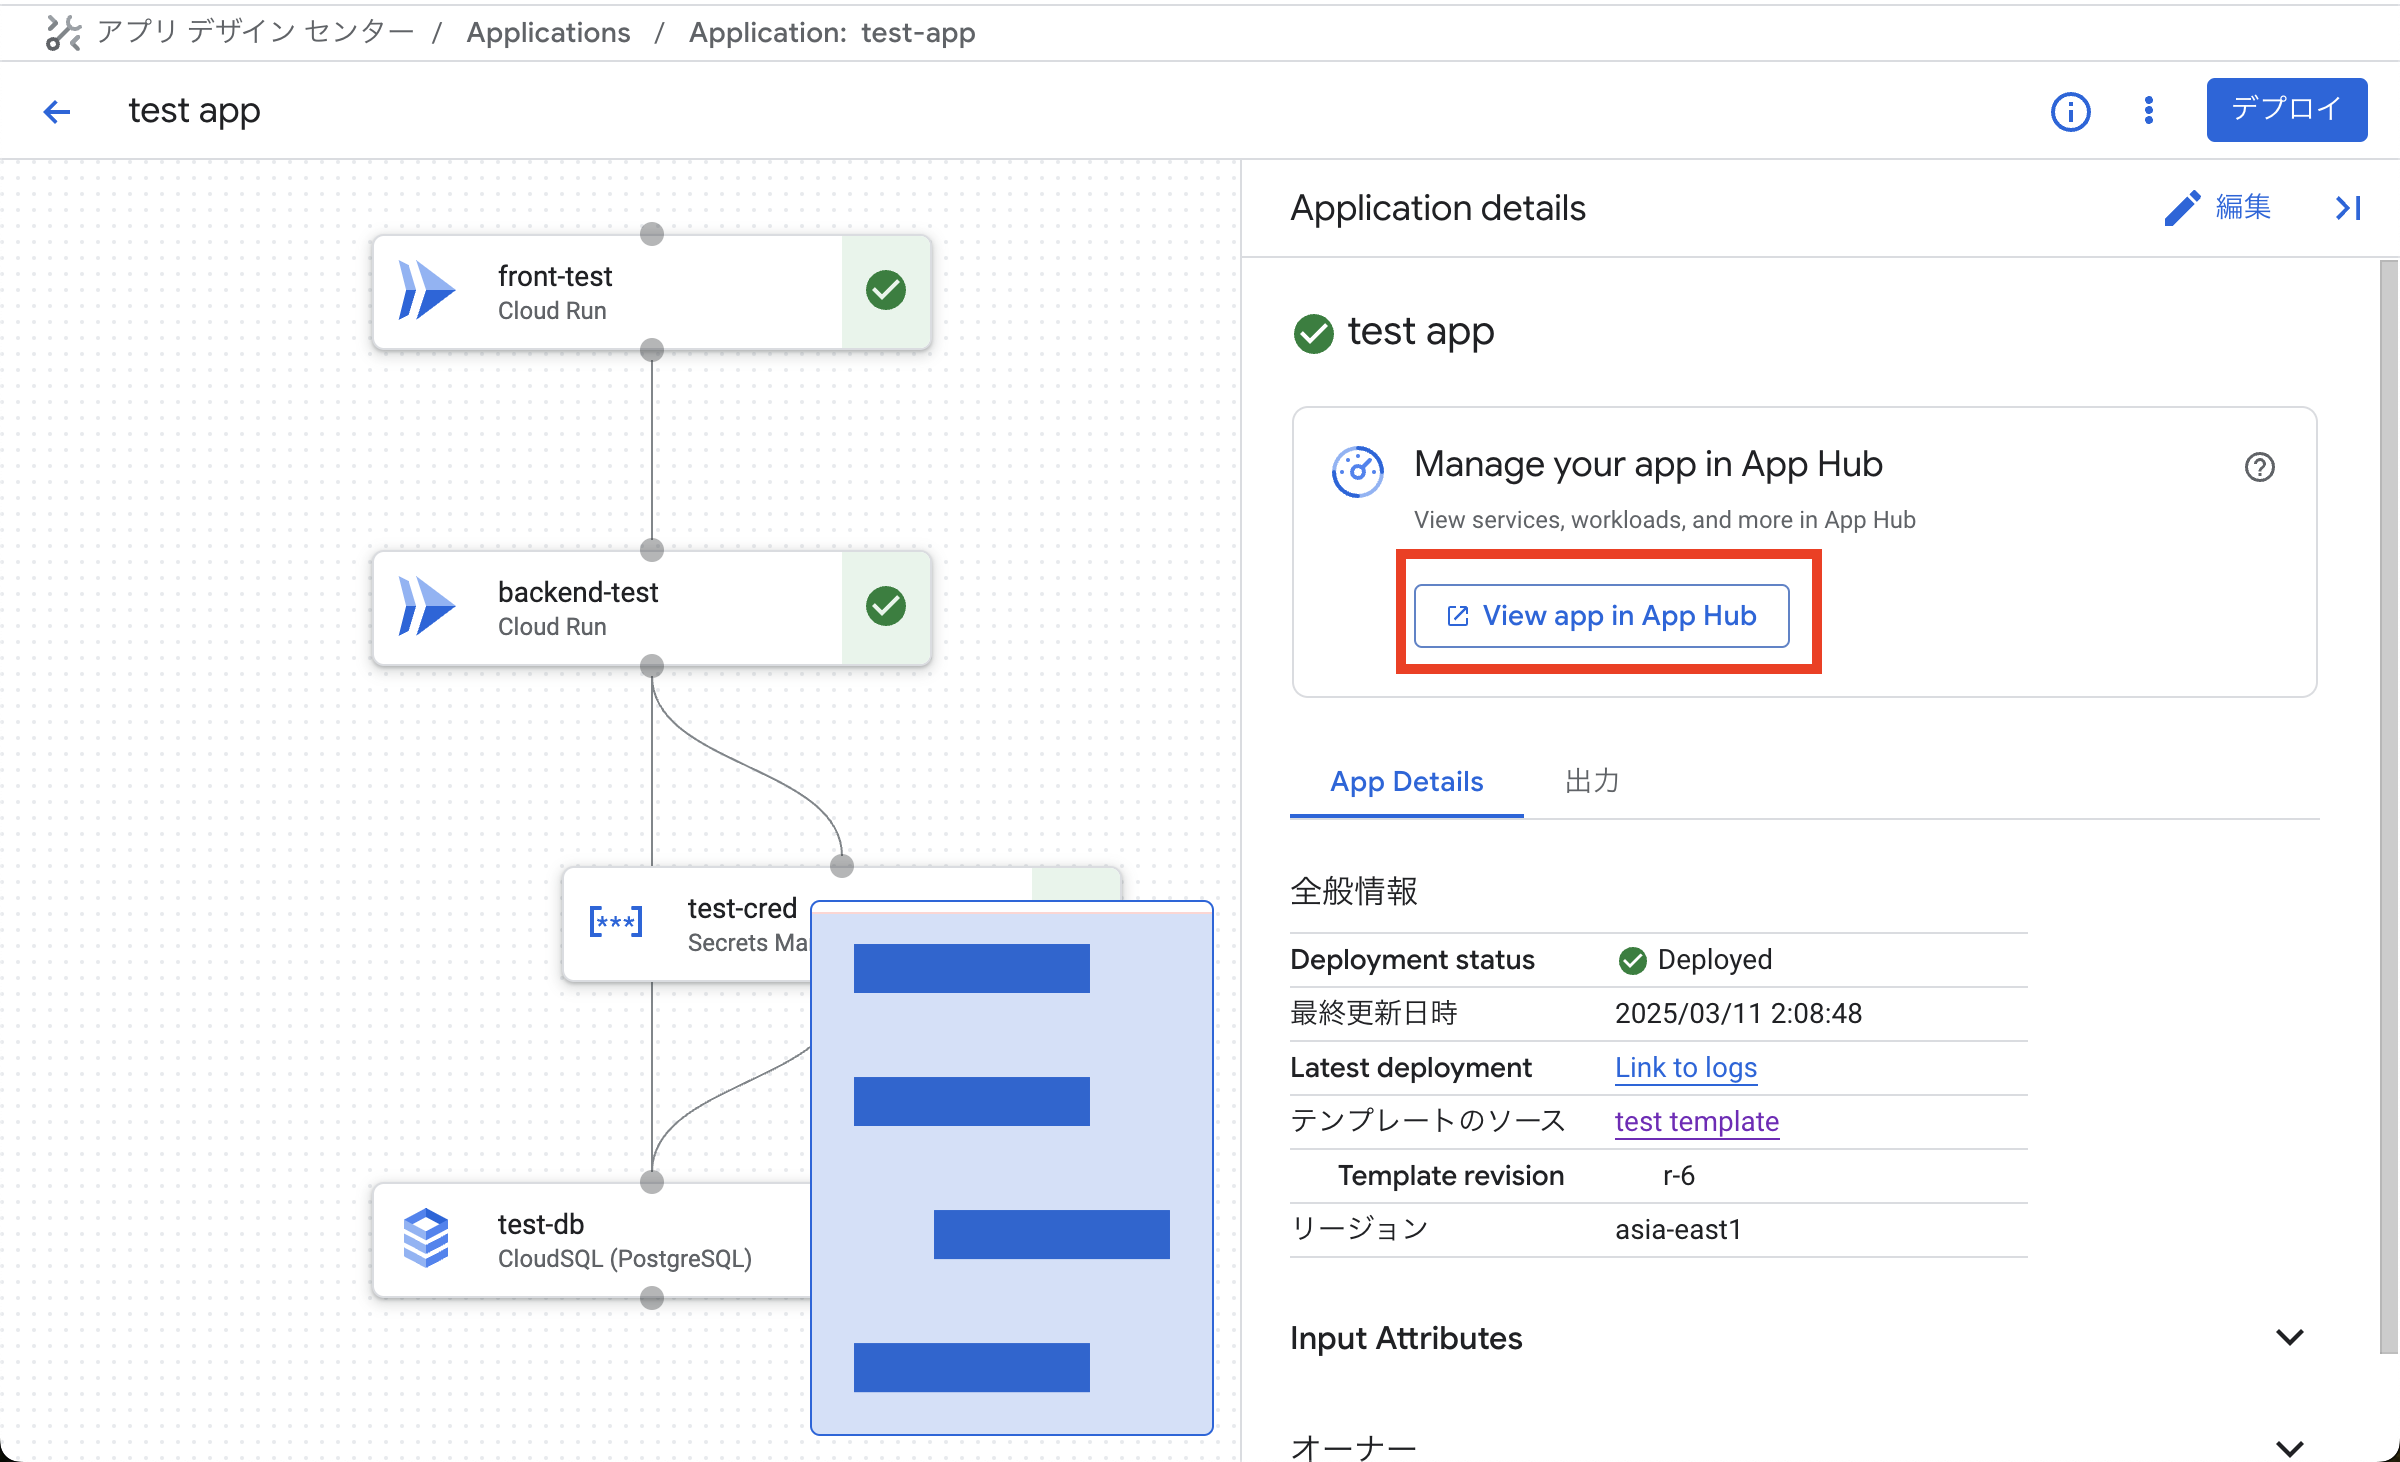 アプリ デザイン センター / Applications / Application: test-app
test app
デプロイ
front-test
Cloud Run
backend-test
Cloud Run
test-cred
Secrets Ma
[***]
test-db
CloudSQL (PostgreSQL)
Application details
編集
test app
Manage your app in App Hub
View services, workloads, and more in App Hub
View app in App Hub
App Details
出力
全般情報
Deployment status Deployed
最終更新日時 2025/03/11 2:08:48
Latest deployment Link to logs
テンプレートのソース test template
Template revision r-6
リージョン asia-east1
Input Attributes
オーナー